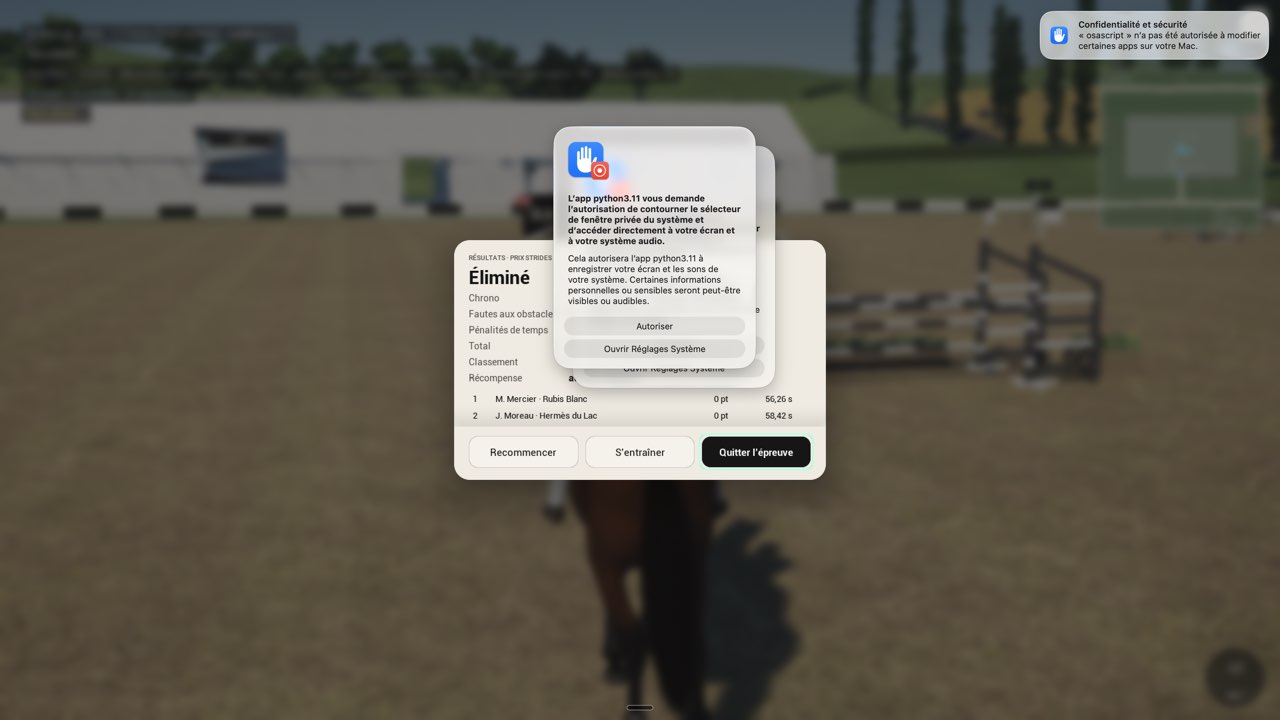 Confidentialité et sécurité
« osascript » n'a pas été autorisée à modifier
certaines apps sur votre Mac.
L'app python3.11 vous demande
l'autorisation de contourner le sélecteur
de fenêtre privée du système et
d'accéder directement à votre écran et
à votre système audio.
Cela autorisera l'app python3.11 à
enregistrer votre écran et les sons de
votre système. Certaines informations
personnelles ou sensibles seront peut-être
visibles ou audibles.
Autoriser
Ouvrir Réglages Système
Ouvrir Réglages Système
RÉSULTATS · PRIX STRIDES
Éliminé
Chrono
Fautes aux obstacle
Pénalités de temps
Total
Classement
Récompense
1 M. Mercier · Rubis Blanc 0 pt 56,26 s
2 J. Moreau · Hermès du Lac 0 pt 58,42 s
Recommencer S'entraîner Quitter l'épreuve